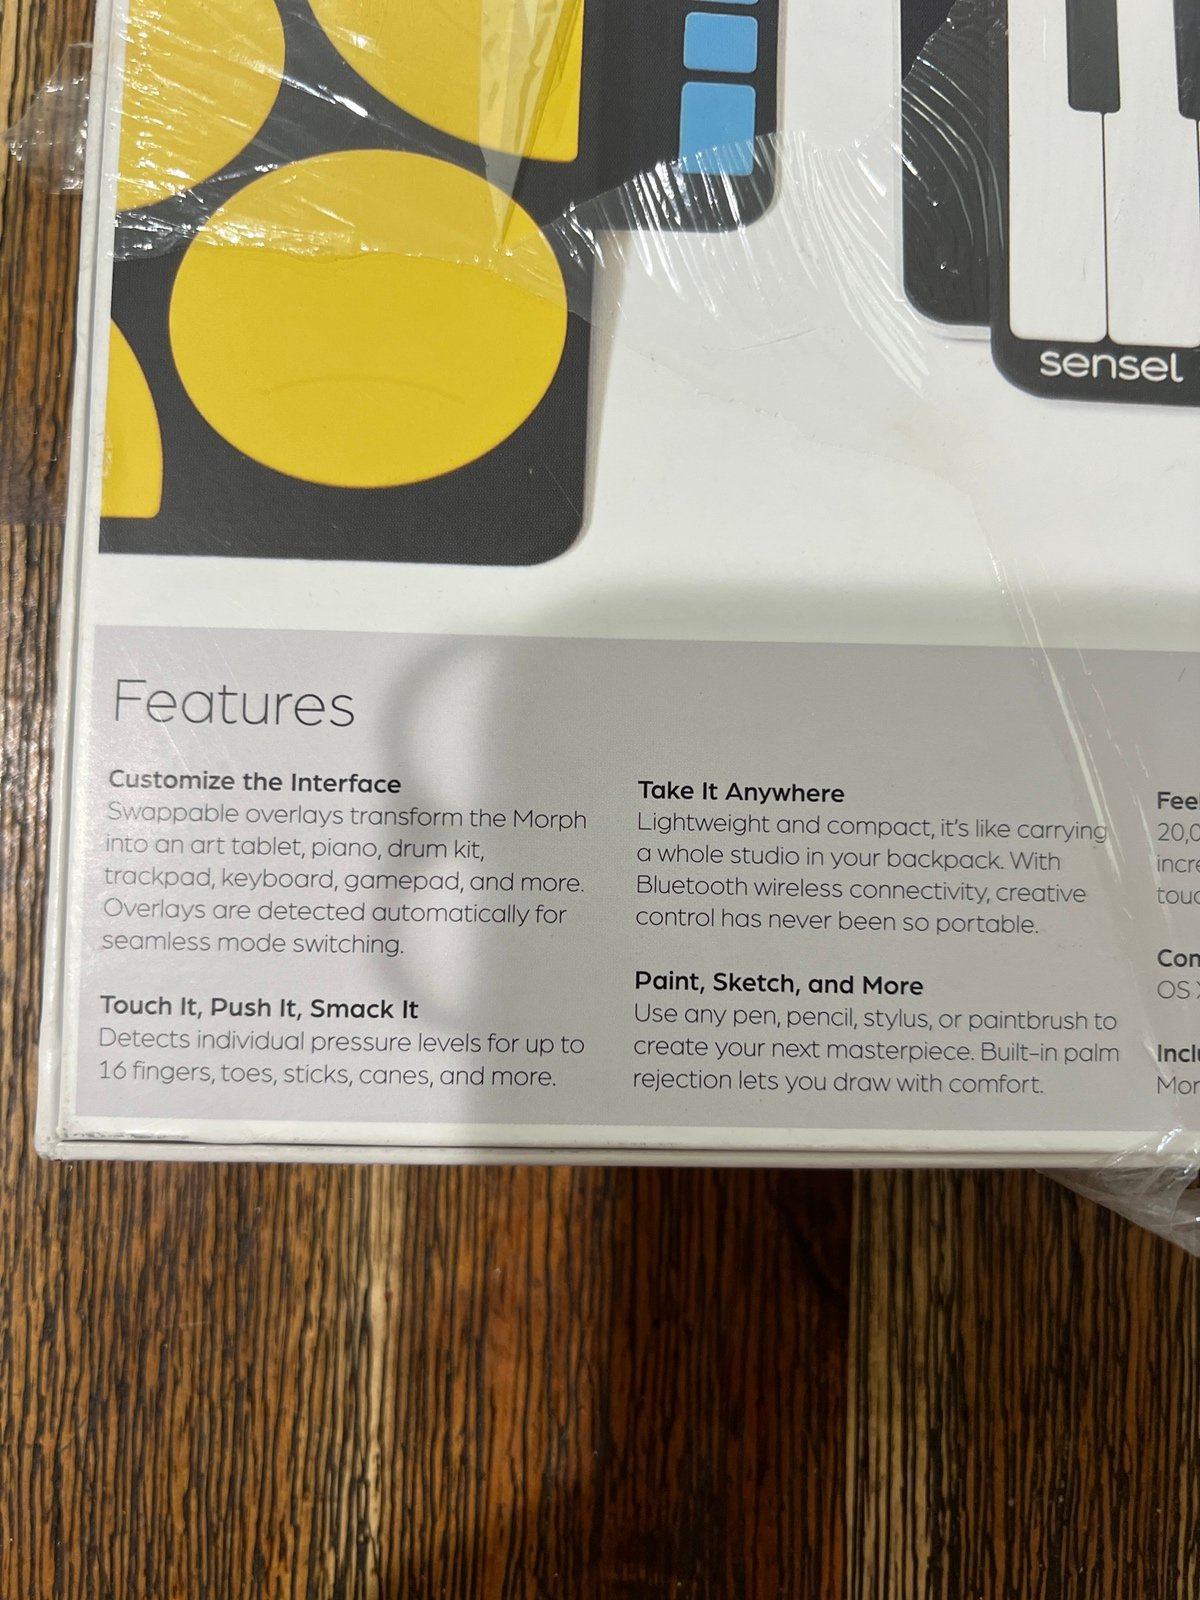 sensel
Features
Customize the Interface
Swappable overlays transform the Morph
into an art tablet, piano, drum kit,
trackpad, keyboard, gamepad, and more.
Overlays are detected automatically for
seamless mode switching.
Touch It, Push It, Smack It
Detects individual pressure levels for up to
16 fingers, toes, sticks, canes, and more.
Take It Anywhere
Lightweight and compact, it's like carrying
a whole studio in your backpack. With
Bluetooth wireless connectivity, creative
control has never been so portable.
Paint, Sketch, and More
Use any pen, pencil, stylus, or paintbrush to
create your next masterpiece. Built-in palm
rejection lets you draw with comfort.
OS